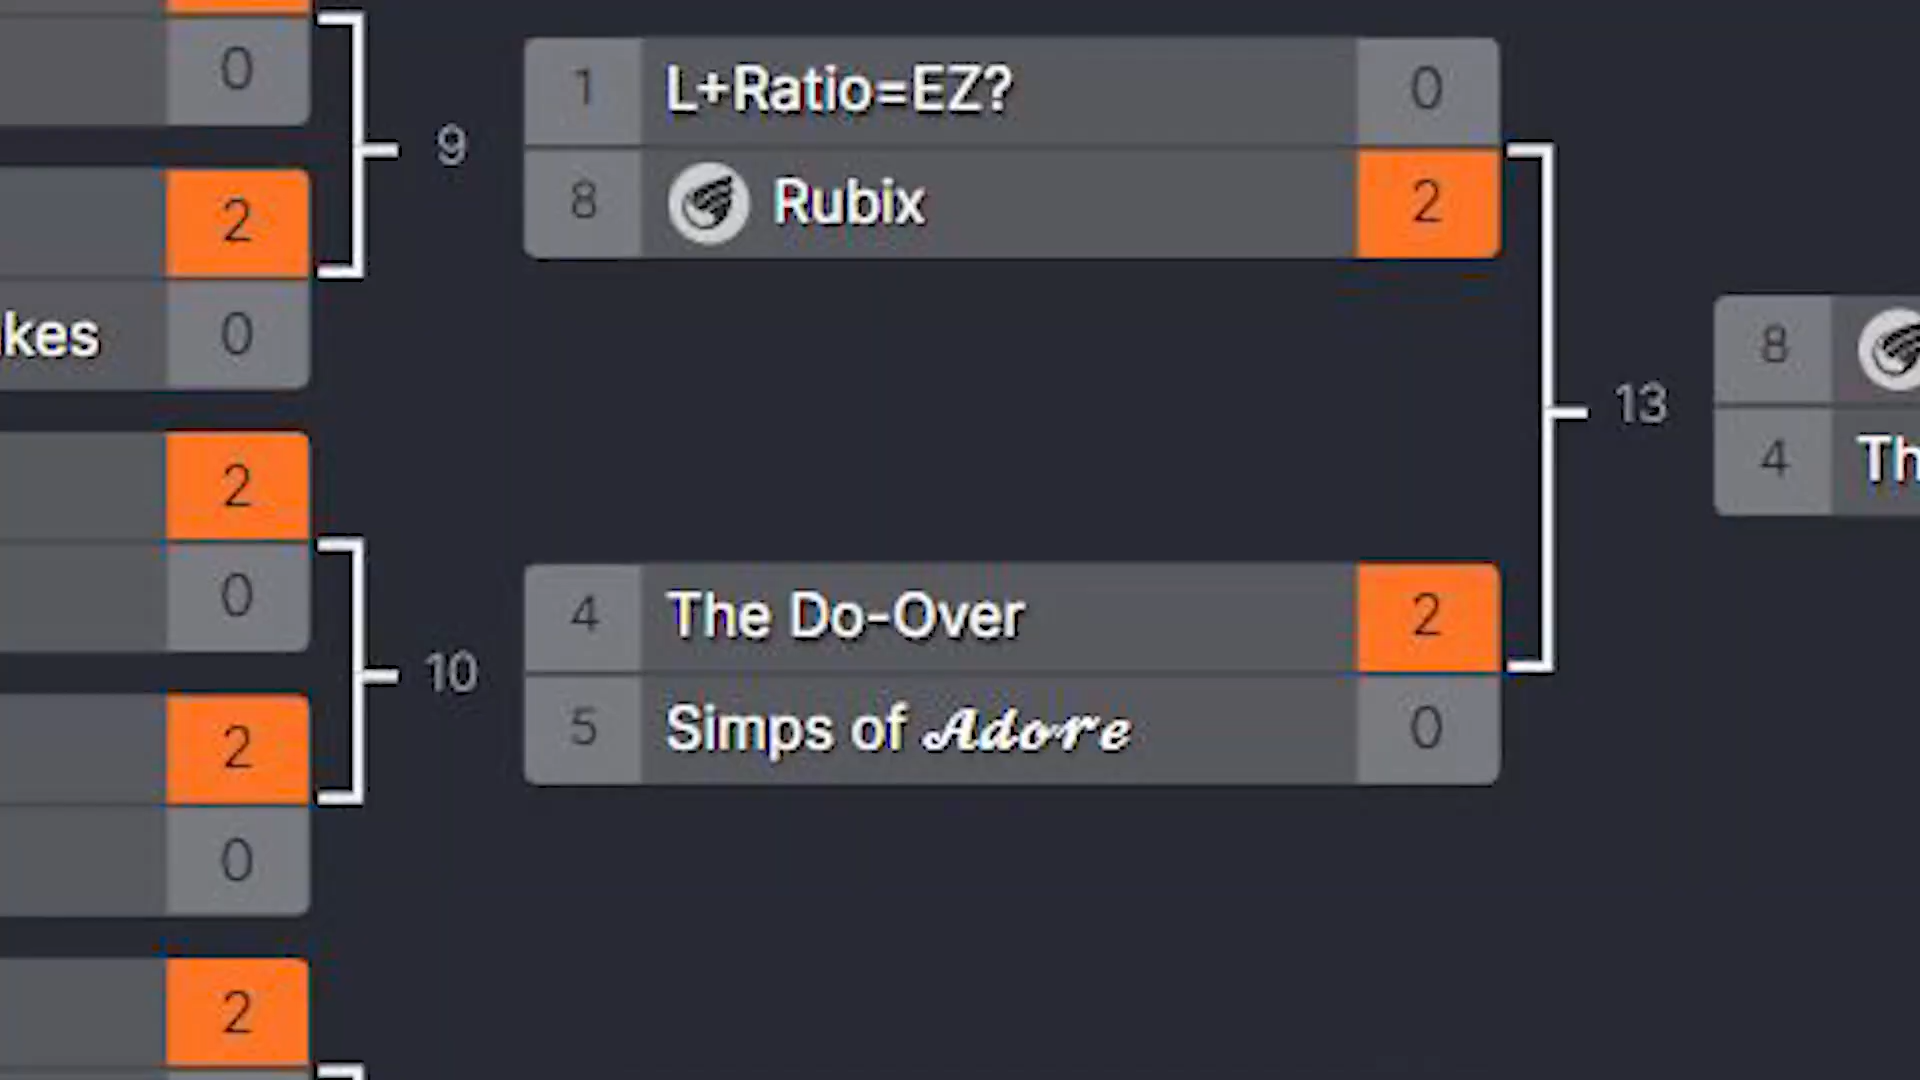 0
2
kes 0
2
0
2
0
2
9
1 L+Ratio=EZ? 0
8 Rubix 2
10
4 The Do-Over 2
5 Simps of 𝓐𝓭𝓸𝓻𝓮 0
13
8
4 Th